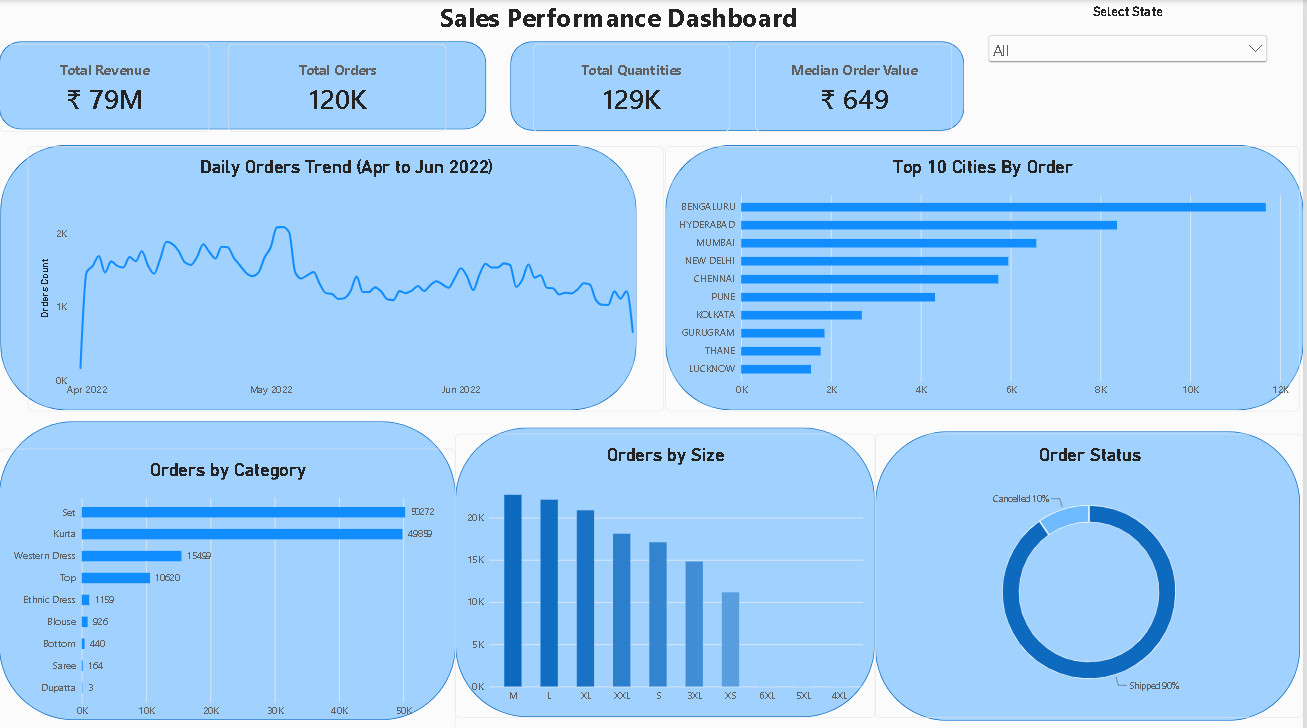 Sales Performance Dashboard
Select State
All
Total Revenue
₹ 79M
Total Orders
120K
Total Quantities
129K
Median Order Value
₹ 649
Daily Orders Trend (Apr to Jun 2022)
Orders Count
2K
1K
0K
Apr 2022
May 2022
Jun 2022
Top 10 Cities By Order
BENGALURU
HYDERABAD
MUMBAI
NEW DELHI
CHENNAI
PUNE
KOLKATA
GURUGRAM
THANE
LUCKNOW
0K 2K 4K 6K 8K 10K 12K
Orders by Category
Set 50272
Kurta 49859
Western Dress 15499
Top 10620
Ethnic Dress 1159
Blouse 926
Bottom 440
Saree 164
Dupatta 3
0K 10K 20K 30K 40K 50K
Orders by Size
20K
15K
10K
5K
0K
M L XL XXL S 3XL XS 6XL 5XL 4XL
Order Status
Cancelled 10%
Shipped 90%